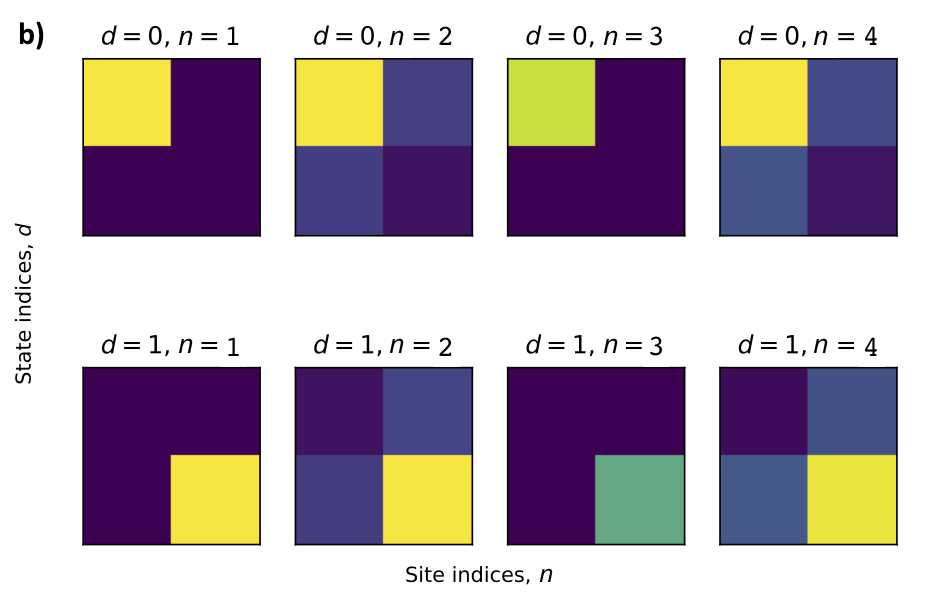 b)
d = 0, n = 1
d = 0, n = 2
d = 0, n = 3
d = 0, n = 4
State indices, d
d = 1, n = 1
d = 1, n = 2
d = 1, n = 3
d = 1, n = 4
Site indices, n